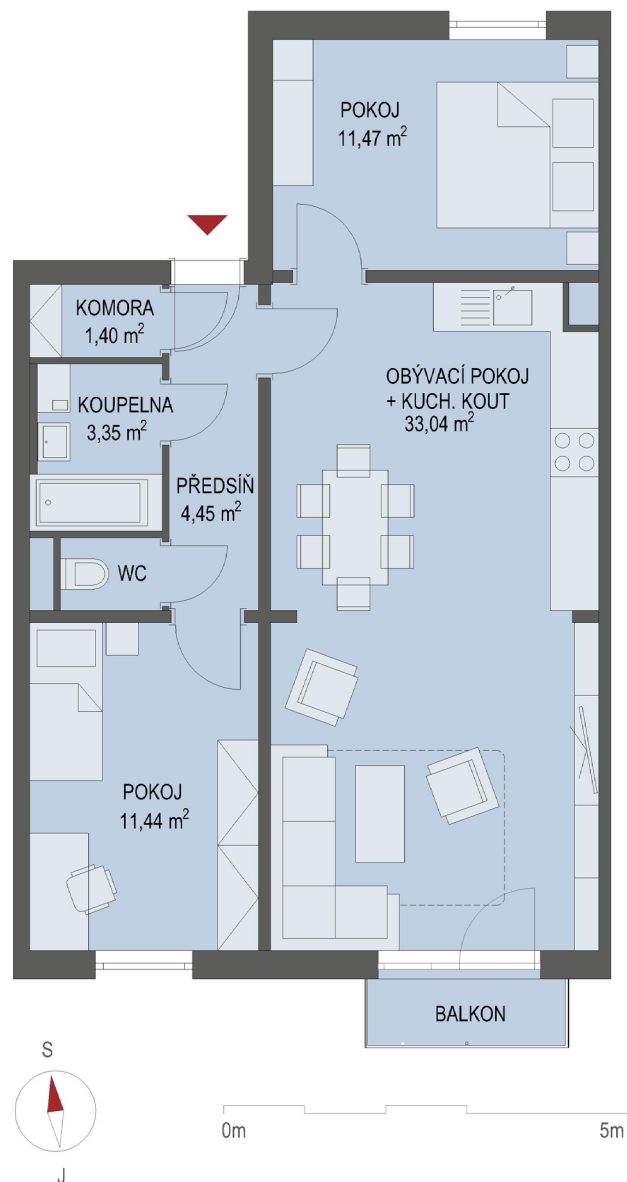 POKOJ
11,47 m²
KOMORA
1,40 m²
KOUPELNA
3,35 m²
OBÝVACÍ POKOJ
+ KUCH. KOUT
33,04 m²
PŘEDSÍŇ
4,45 m²
WC
POKOJ
11,44 m²
BALKON
S
J
0m
5m